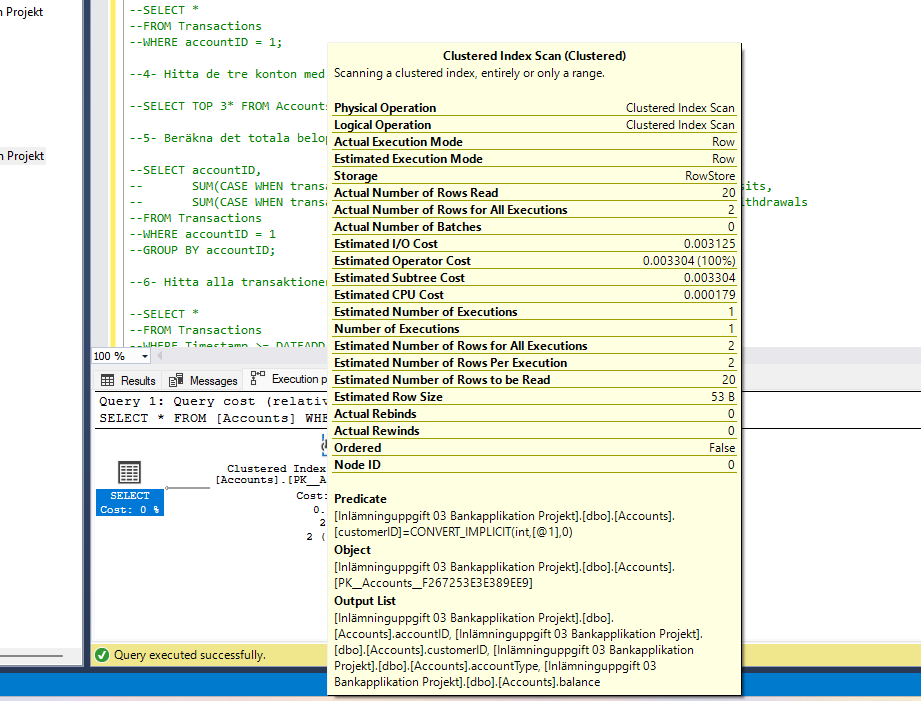 n Projekt
n Projekt
--SELECT *
--FROM Transactions
--WHERE accountID = 1;
--4- Hitta de tre konton med
--SELECT TOP 3* FROM Accounts
--5- Beräkna det totala belop
--SELECT accountID,
-- SUM(CASE WHEN transa
its,
-- SUM(CASE WHEN transa
ithdrawals
--FROM Transactions
--WHERE accountID = 1
--GROUP BY accountID;
--6- Hitta alla transaktioner
--SELECT *
--FROM Transactions
--WHERE Timestamp >= DATEADD
100 %
Results
Messages
Execution p
Query 1: Query cost (relativ
SELECT * FROM [Accounts] WHE
SELECT
Cost: 0 %
Clustered Index
[Accounts].[PK__A
Cost:
0.
2
2 (
Query executed successfully.
Clustered Index Scan (Clustered)
Scanning a clustered index, entirely or only a range.
Physical Operation Clustered Index Scan
Logical Operation Clustered Index Scan
Actual Execution Mode Row
Estimated Execution Mode Row
Storage RowStore
Actual Number of Rows Read 20
Actual Number of Rows for All Executions 2
Actual Number of Batches 0
Estimated I/O Cost 0.003125
Estimated Operator Cost 0.003304 (100%)
Estimated Subtree Cost 0.003304
Estimated CPU Cost 0.000179
Estimated Number of Executions 1
Number of Executions 1
Estimated Number of Rows for All Executions 2
Estimated Number of Rows Per Execution 2
Estimated Number of Rows to be Read 20
Estimated Row Size 53 B
Actual Rebinds 0
Actual Rewinds 0
Ordered False
Node ID 0
Predicate
[Inlämninguppgift 03 Bankapplikation Projekt].[dbo].[Accounts].
[customerID]=CONVERT_IMPLICIT(int,[@1],0)
Object
[Inlämninguppgift 03 Bankapplikation Projekt].[dbo].[Accounts].
[PK__Accounts__F267253E3E389EE9]
Output List
[Inlämninguppgift 03 Bankapplikation Projekt].[dbo].
[Accounts].accountID, [Inlämninguppgift 03 Bankapplikation Projekt].
[dbo].[Accounts].customerID, [Inlämninguppgift 03 Bankapplikation
Projekt].[dbo].[Accounts].accountType, [Inlämninguppgift 03
Bankapplikation Projekt].[dbo].[Accounts].balance